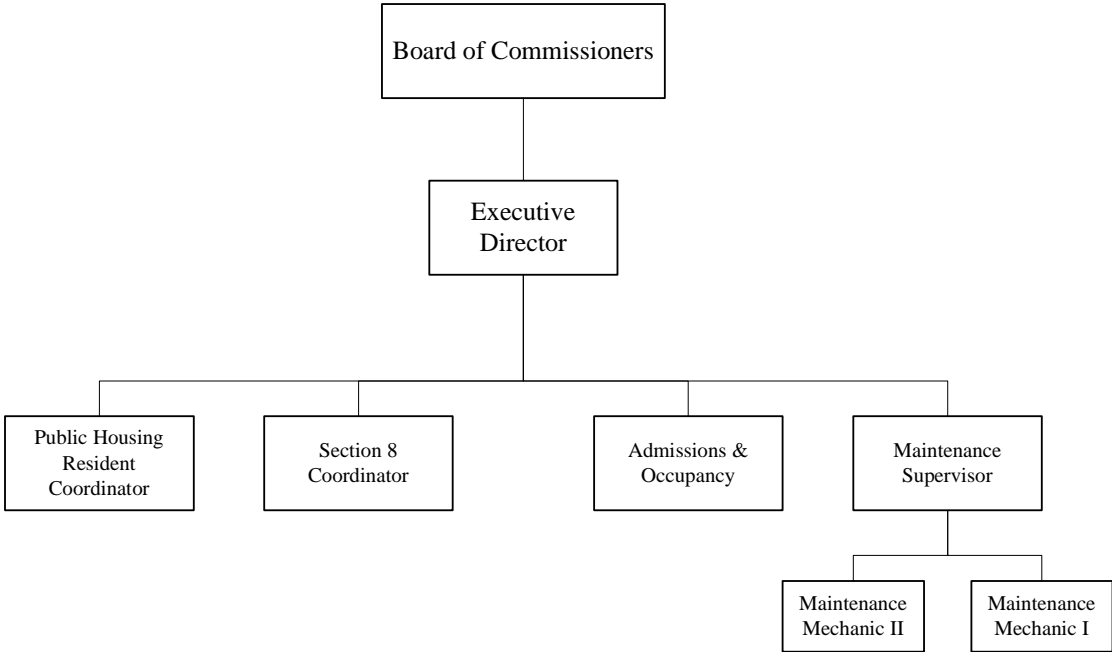 Board of Commissioners
Executive
Director
Public Housing
Resident
Coordinator
Section 8
Coordinator
Admissions &
Occupancy
Maintenance
Supervisor
Maintenance
Mechanic II
Maintenance
Mechanic I